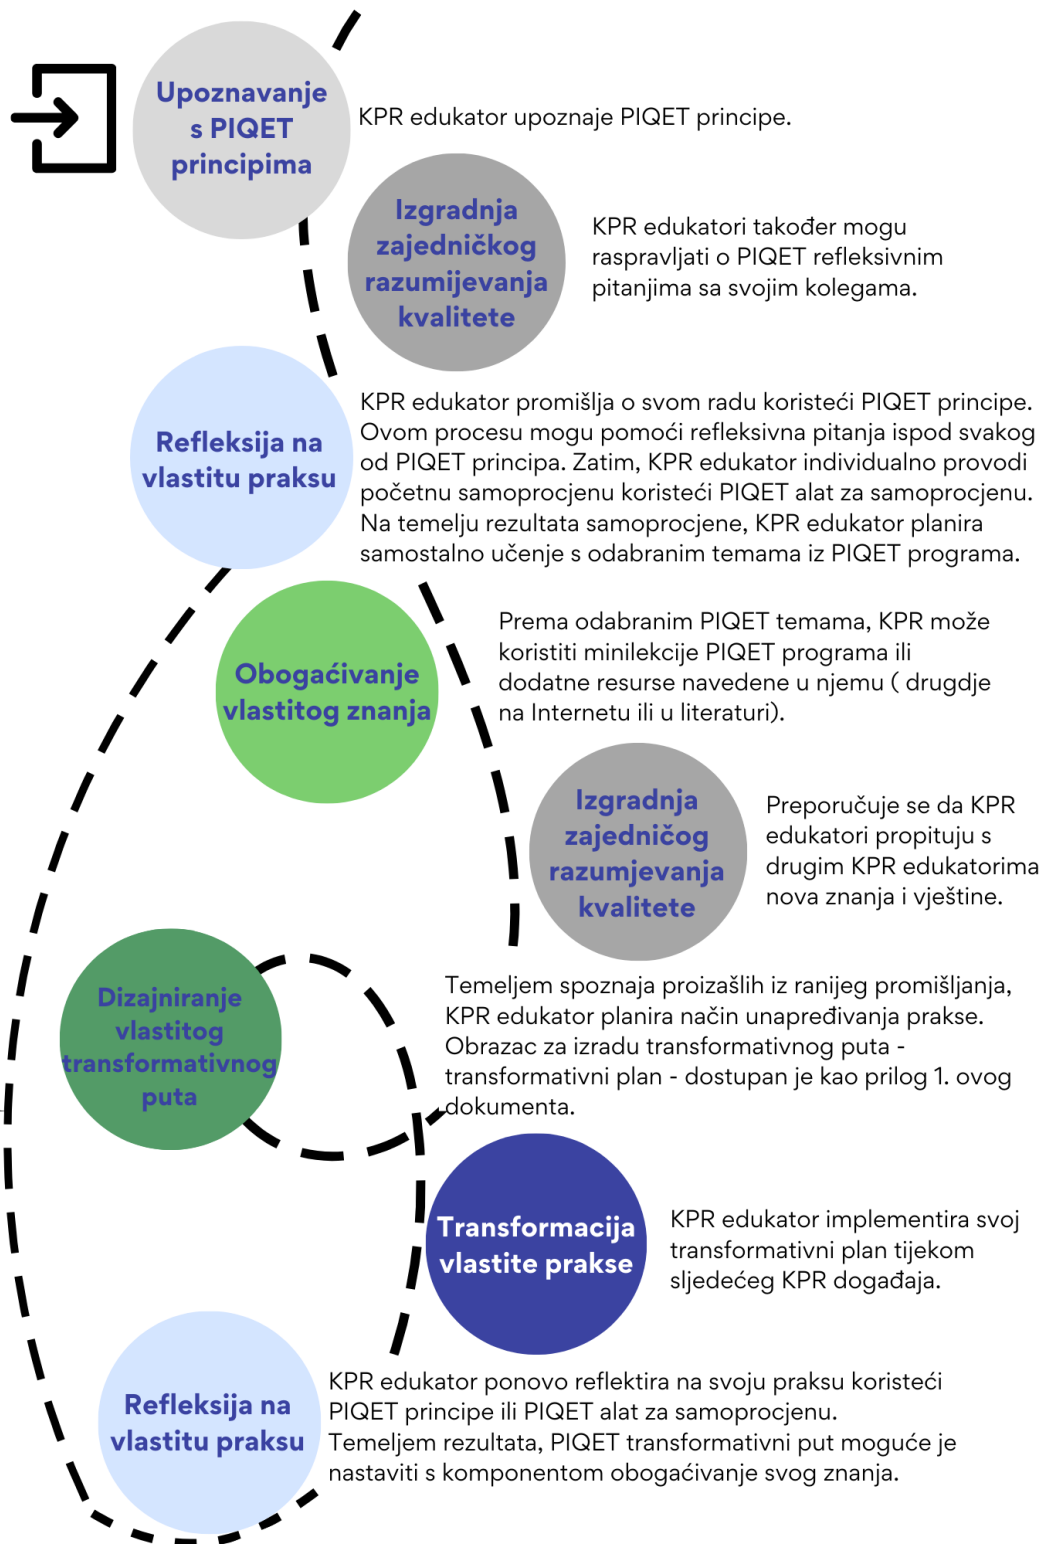 Upoznavanje
s PIQET
principima
KPR edukator upoznaje PIQET principe.
Izgradnja
zajedničkog
razumijevanja
kvalitete
KPR edukatori također mogu
raspravljati o PIQET refleksivnim
pitanjima sa svojim kolegama.
Refleksija na
vlastitu praksu
KPR edukator promišlja o svom radu koristeći PIQET principe.
Ovom procesu mogu pomoći refleksivna pitanja ispod svakog
od PIQET principa. Zatim, KPR edukator individualno provodi
početnu samoprocjenu koristeći PIQET alat za samoprocjenu.
Na temelju rezultata samoprocjene, KPR edukator planira
samostalno učenje s odabranim temama iz PIQET programa.
Obogaćivanje
vlastitog znanja
Prema odabranim PIQET temama, KPR može
koristiti minilekcije PIQET programa ili
dodatne resurse navedene u njemu ( drugdje
na Internetu ili u literaturi).
Izgradnja
zajedničog
razumjevanja
kvalitete
Preporučuje se da KPR
edukatori propituju s
drugim KPR edukatorima
nova znanja i vještine.
Dizajniranje
vlastitog
transformativnog
puta
Temeljem spoznaja proizašlih iz ranijeg promišljanja,
KPR edukator planira način unapređivanja prakse.
Obrazac za izradu transformativnog puta -
transformativni plan - dostupan je kao prilog 1. ovog
dokumenta.
Transformacija
vlastite prakse
KPR edukator implementira svoj
transformativni plan tijekom
sljedećeg KPR događaja.
Refleksija na
vlastitu praksu
KPR edukator ponovo reflektira na svoju praksu koristeći
PIQET principe ili PIQET alat za samoprocjenu.
Temeljem rezultata, PIQET transformativni put moguće je
nastaviti s komponentom obogaćivanje svog znanja.